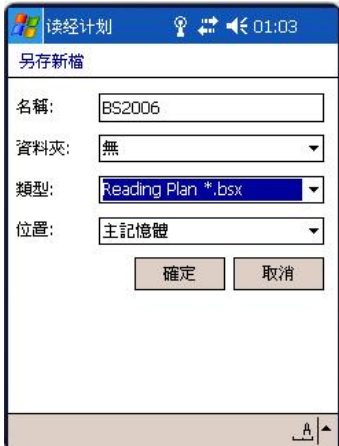 读经计划 01:03
另存新檔
名稱: BS2006
資料夾: 無
類型: Reading Plan *.bsx
位置: 主記憶體
確定 取消
A